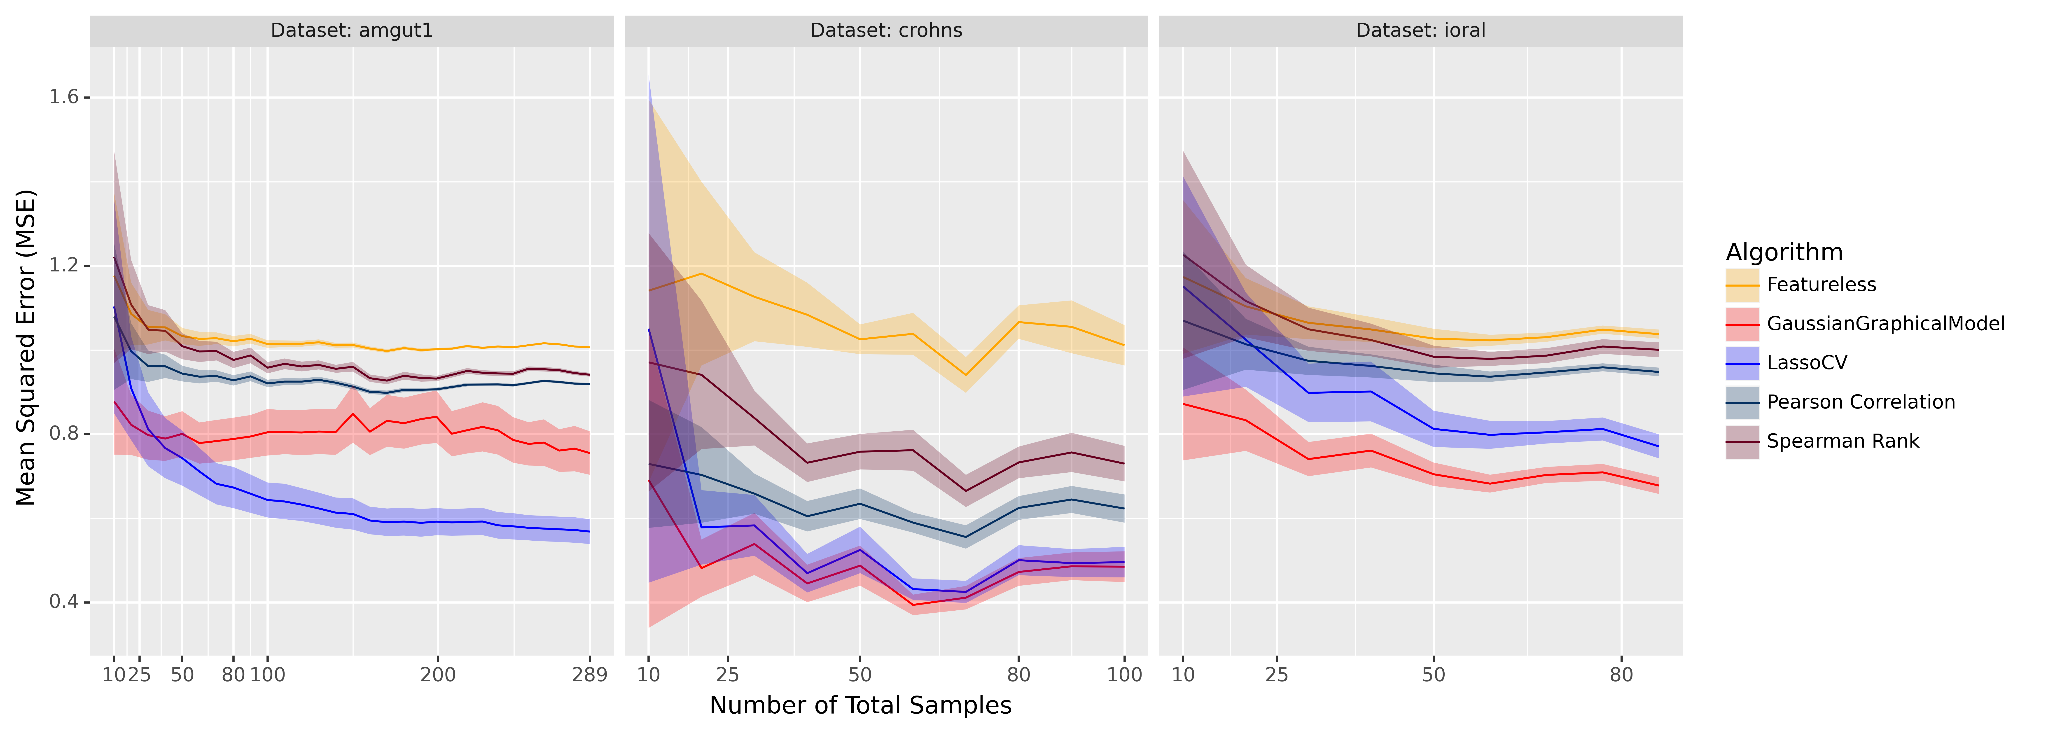 Dataset: amgut1
Dataset: crohns
Dataset: ioral
1.6
1.2
0.8
0.4
Mean Squared Error (MSE)
10 25 50 80 100 200 289
10 25 50 80 100
10 25 50 80
Number of Total Samples
Algorithm
Featureless
GaussianGraphicalModel
LassoCV
Pearson Correlation
Spearman Rank